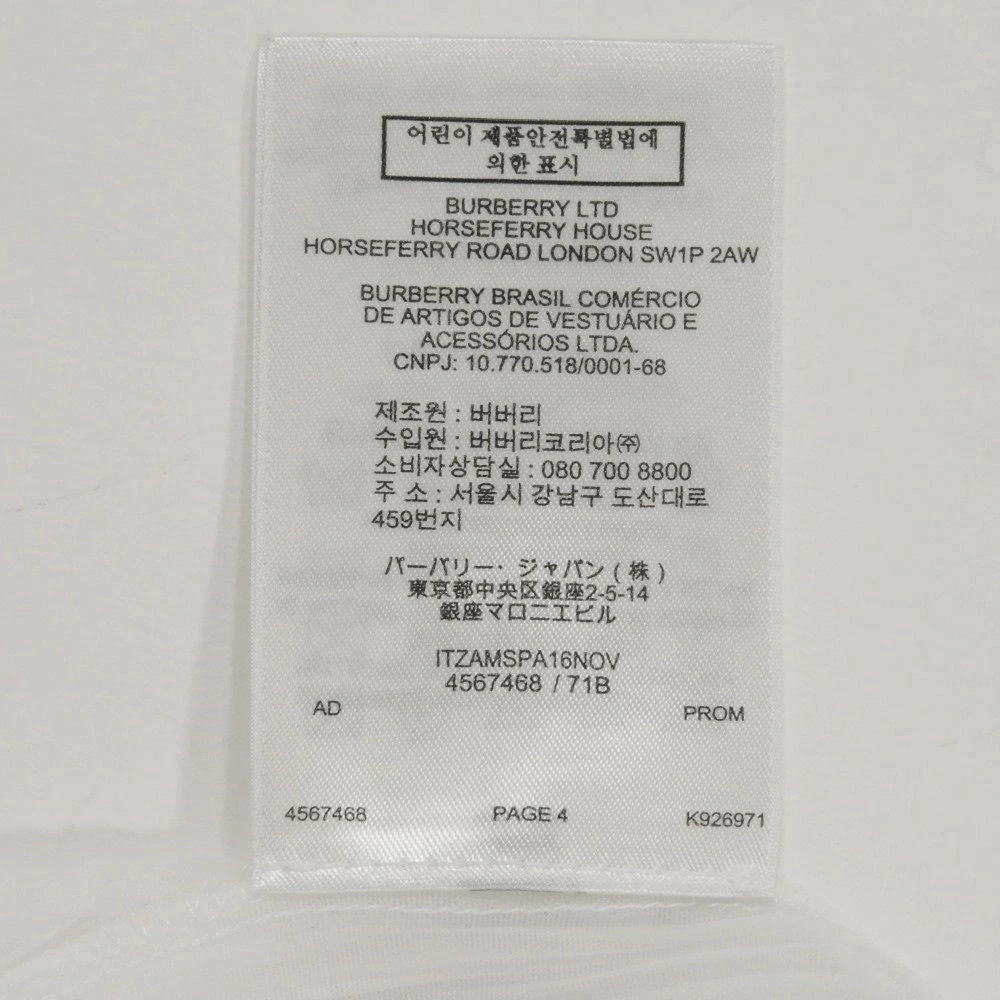 어린이 제품안전특별법에
의한 표시
BURBERRY LTD
HORSEFERRY HOUSE
HORSEFERRY ROAD LONDON SW1P 2AW
BURBERRY BRASIL COMÉRCIO
DE ARTIGOS DE VESTUÁRIO E
ACESSÓRIOS LTDA.
CNPJ: 10.770.518/0001-68
제조원 : 버버리
수입원 : 버버리코리아㈜
소비자상담실 : 080 700 8800
주 소 : 서울시 강남구 도산대로
459번지
バーバリー・ジャパン ( 株 )
東京都中央区銀座2-5-14
銀座マロニエビル
ITZAMSPA16NOV
4567468 / 71B
AD PROM
4567468 PAGE 4 K926971